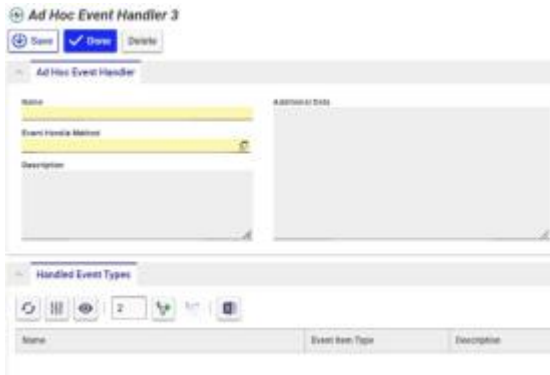 Ad Hoc Event Handler 3
Save Done Delete
Ad Hoc Event Handler
Name
Additional Data
Event Handle Method
Description
Handled Event Types
2
Name Event Item Type Description